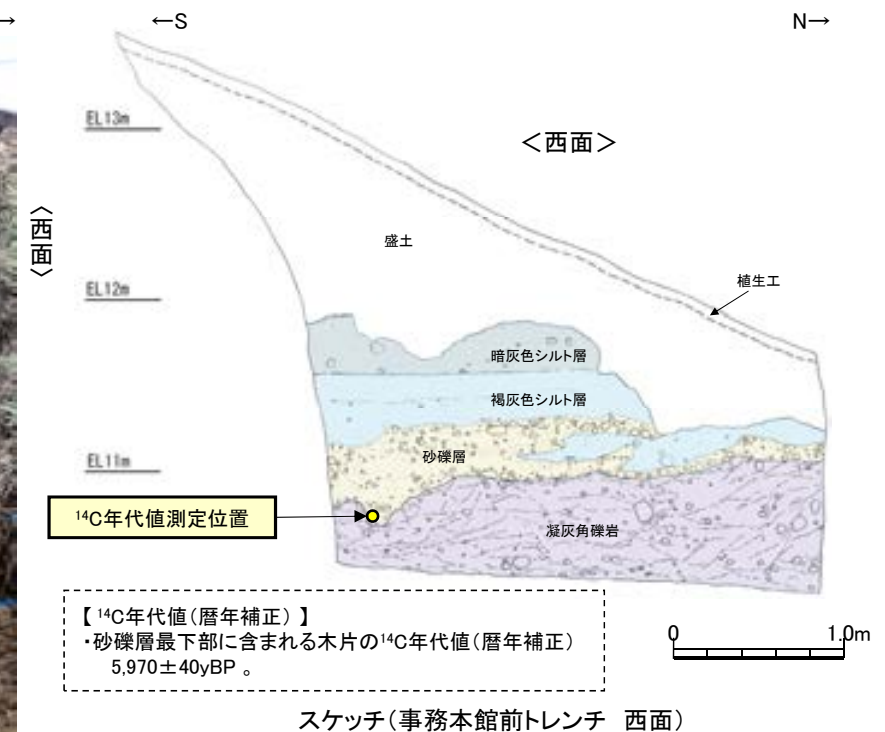 →
←S
N→
EL13m
＜西面＞
〈西面〉
盛土
植生工
EL12m
暗灰色シルト層
褐灰色シルト層
砂礫層
EL11m
¹⁴C年代値測定位置
凝灰角礫岩
【 ¹⁴C年代値(暦年補正) 】
・砂礫層最下部に含まれる木片の¹⁴C年代値(暦年補正)
5,970±40yBP 。
0 1.0m
スケッチ(事務本館前トレンチ 西面)